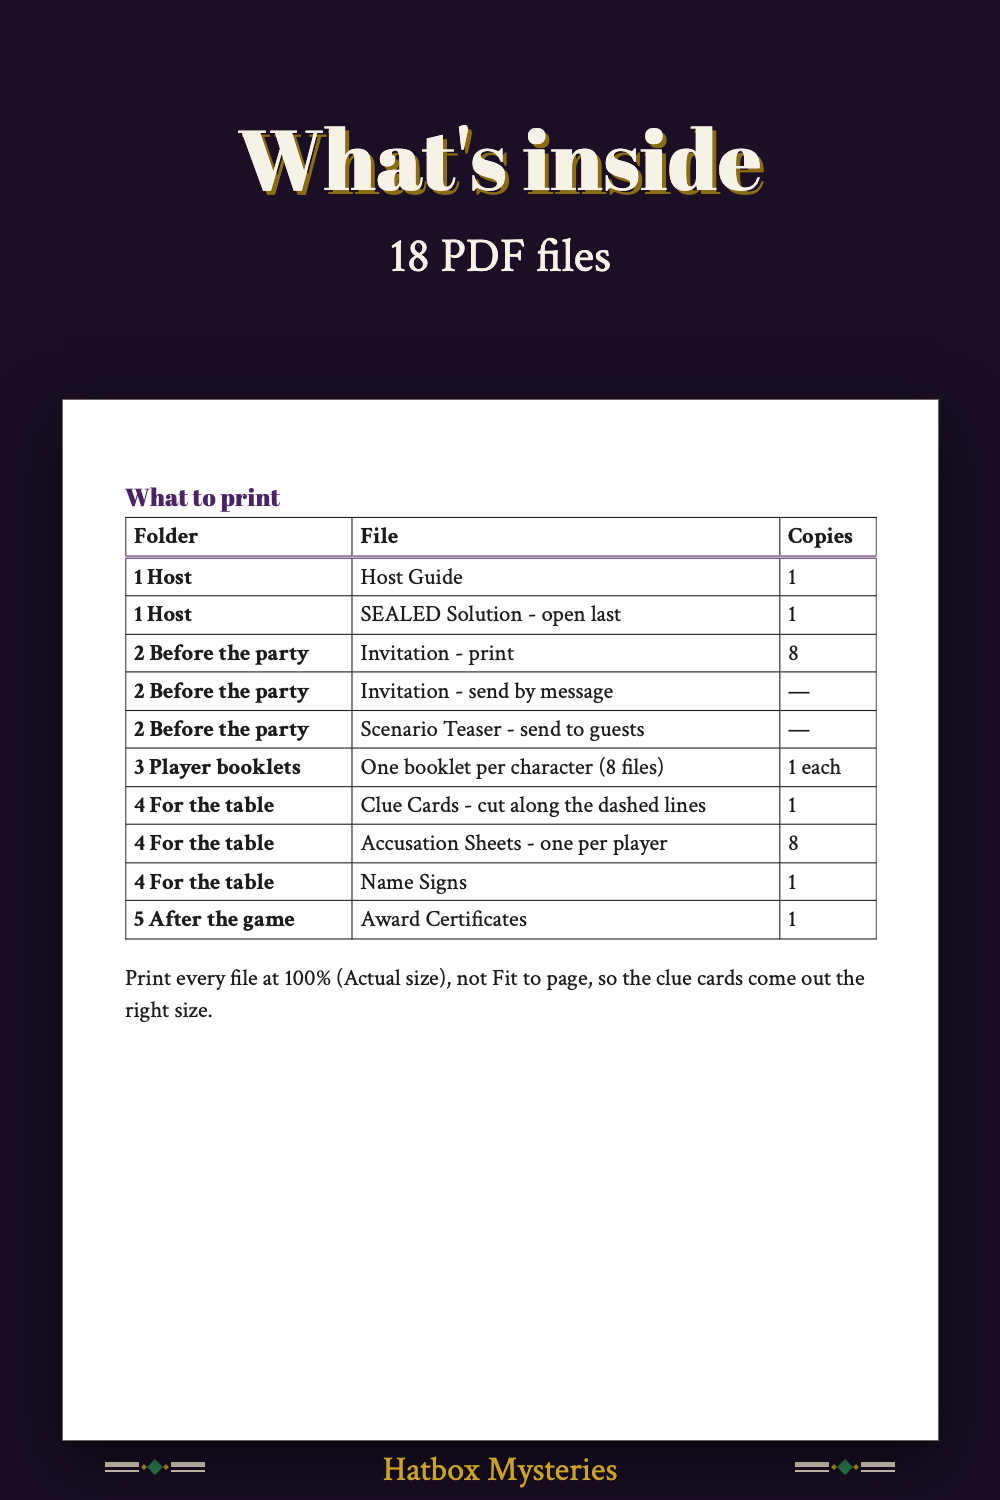 What's inside
18 PDF files
What to print
Folder File Copies
1 Host Host Guide 1
1 Host SEALED Solution - open last 1
2 Before the party Invitation - print 8
2 Before the party Invitation - send by message —
2 Before the party Scenario Teaser - send to guests —
3 Player booklets One booklet per character (8 files) 1 each
4 For the table Clue Cards - cut along the dashed lines 1
4 For the table Accusation Sheets - one per player 8
4 For the table Name Signs 1
5 After the game Award Certificates 1
Print every file at 100% (Actual size), not Fit to page, so the clue cards come out the
right size.
Hatbox Mysteries